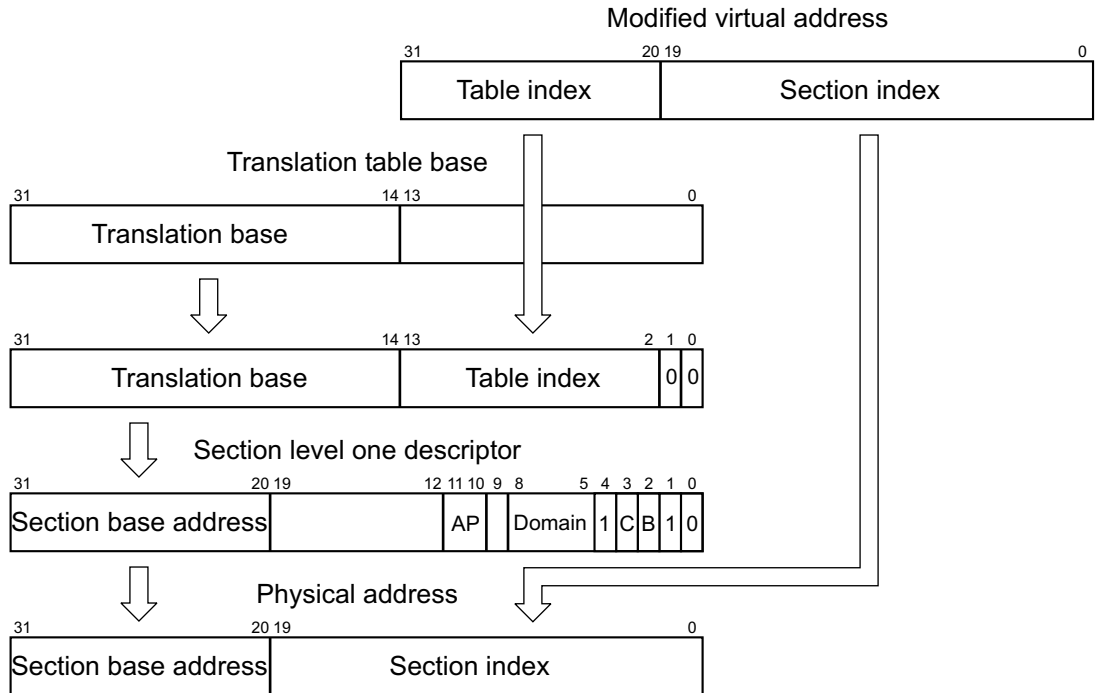 Modified virtual address
31 20 19 0
Table index Section index
Translation table base
31 14 13 0
Translation base
31 14 13 2 1 0
Translation base Table index 0 0
Section level one descriptor
31 20 19 12 11 10 9 8 5 4 3 2 1 0
Section base address AP Domain 1 C B 1 0
Physical address
31 20 19 0
Section base address Section index